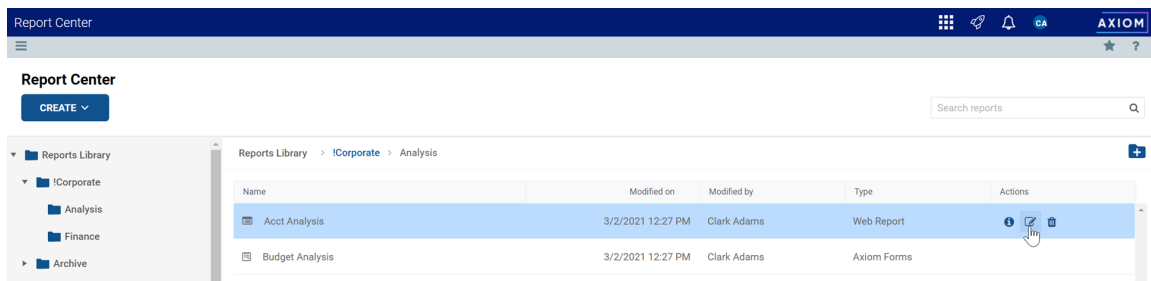 Report Center
CA
AXIOM
?
Report Center
CREATE
Search reports
Reports Library
!Corporate
Analysis
Finance
Archive
Reports Library > !Corporate > Analysis
Name Modified on Modified by Type Actions
Acct Analysis 3/2/2021 12:27 PM Clark Adams Web Report
Budget Analysis 3/2/2021 12:27 PM Clark Adams Axiom Forms